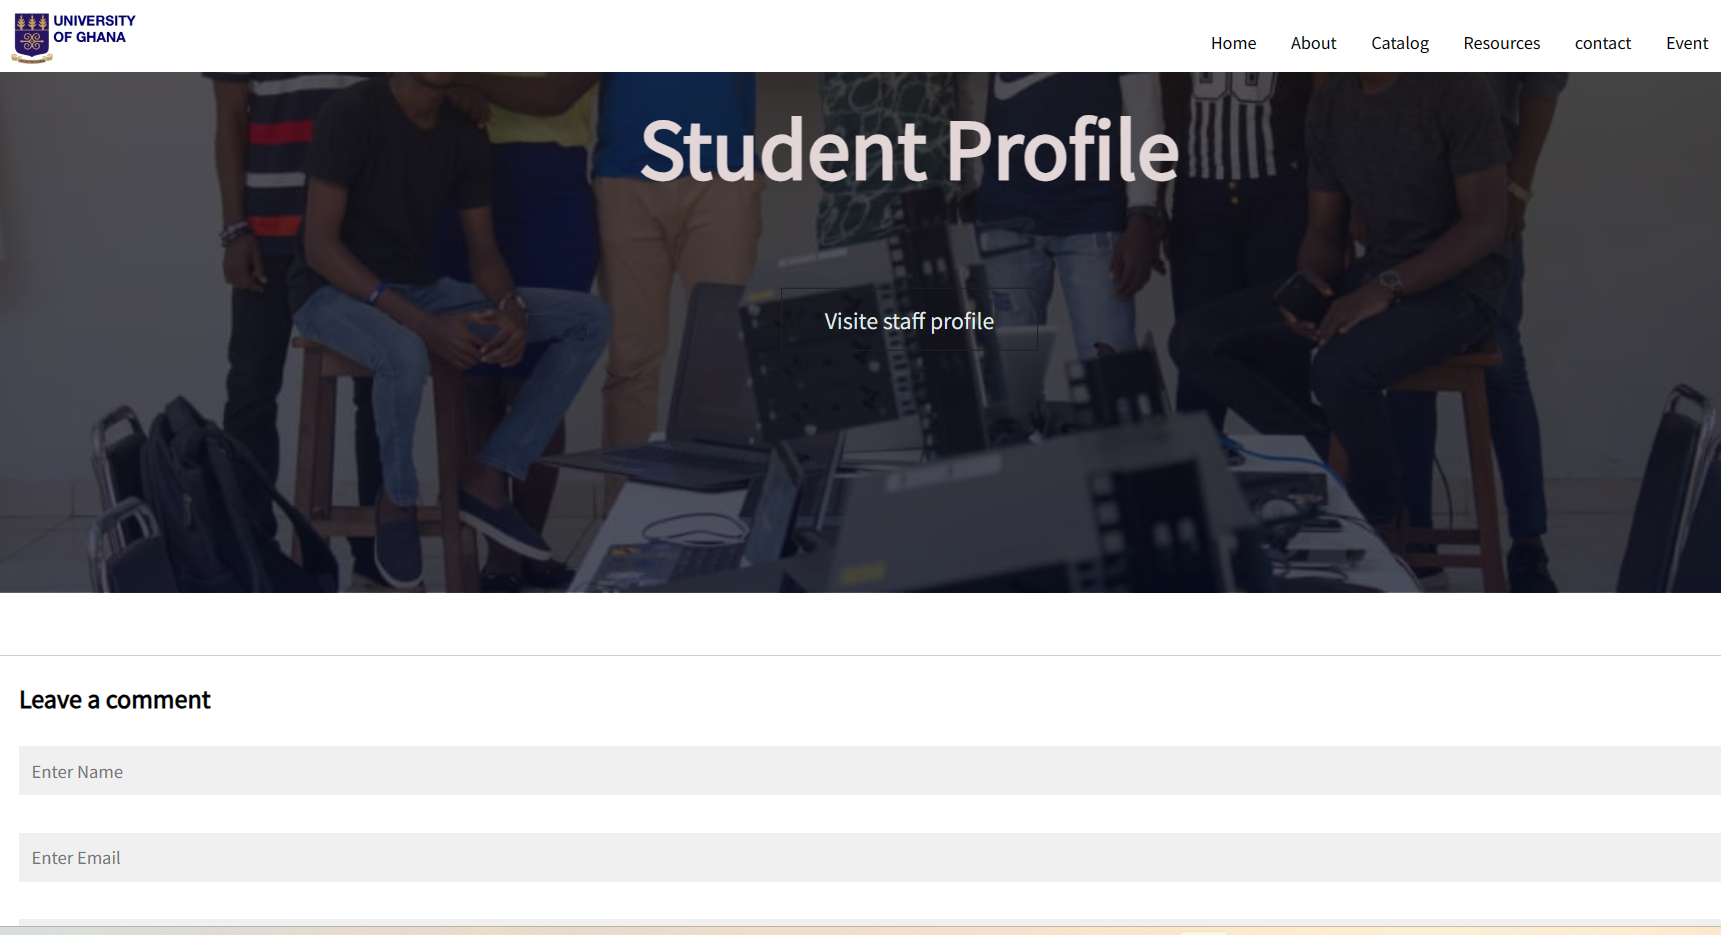 UNIVERSITY
OF GHANA
Home About Catalog Resources contact Event
Student Profile
Visite staff profile
Leave a comment
Enter Name
Enter Email